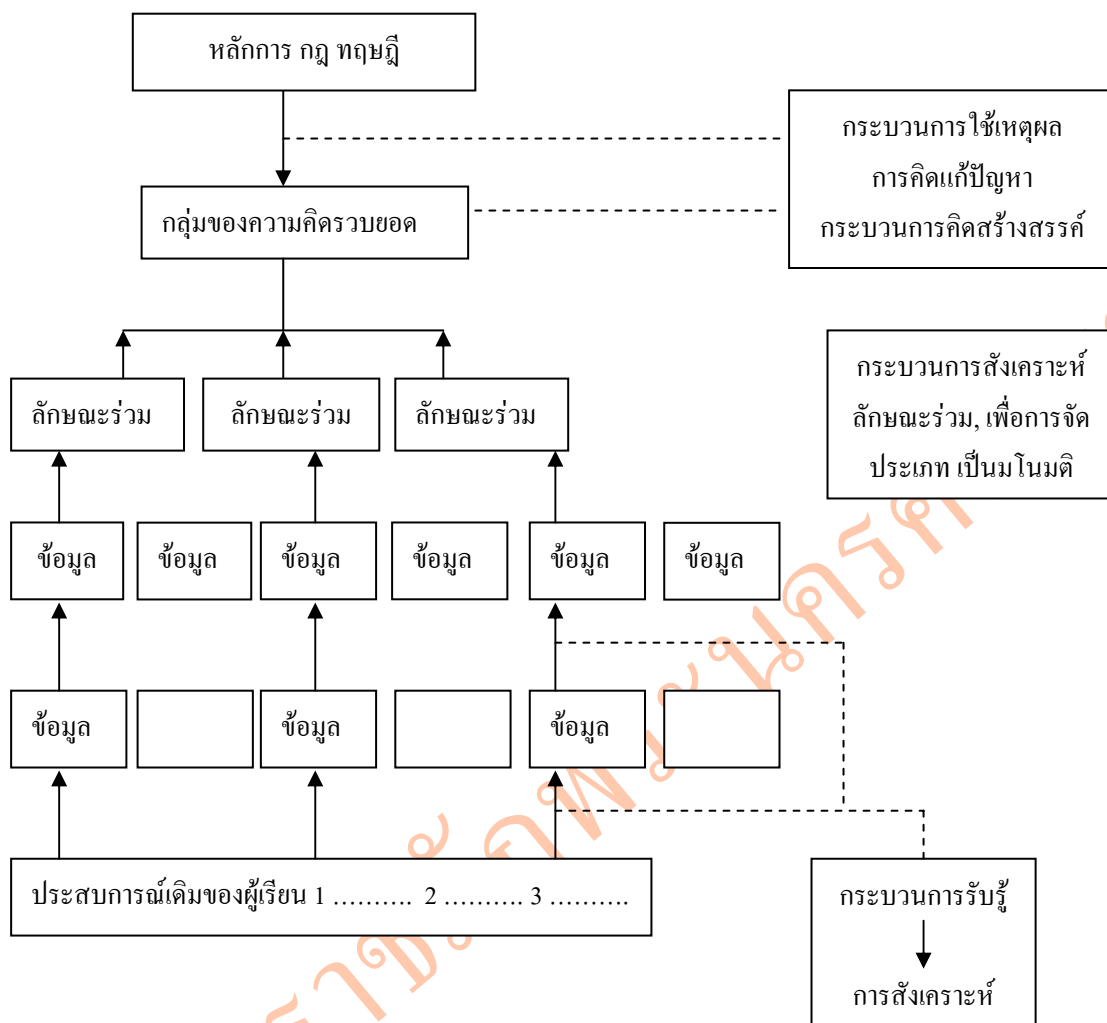 หลักการ กฎ ทฤษฎี
กระบวนการใช้เหตุผล
การคิดแก้ปัญหา
กระบวนการคิดสร้างสรรค์
กลุ่มของความคิดรวบยอด
กระบวนการสังเคราะห์
ลักษณะร่วม, เพื่อการจัด
ประเภท เป็นมโนมติ
ลักษณะร่วม ลักษณะร่วม ลักษณะร่วม
ข้อมูล ข้อมูล ข้อมูล ข้อมูล ข้อมูล ข้อมูล
ข้อมูล ข้อมูล ข้อมูล
ประสบการณ์เดิมของผู้เรียน 1 .......... 2 .......... 3 ..........
กระบวนการรับรู้
การสังเคราะห์